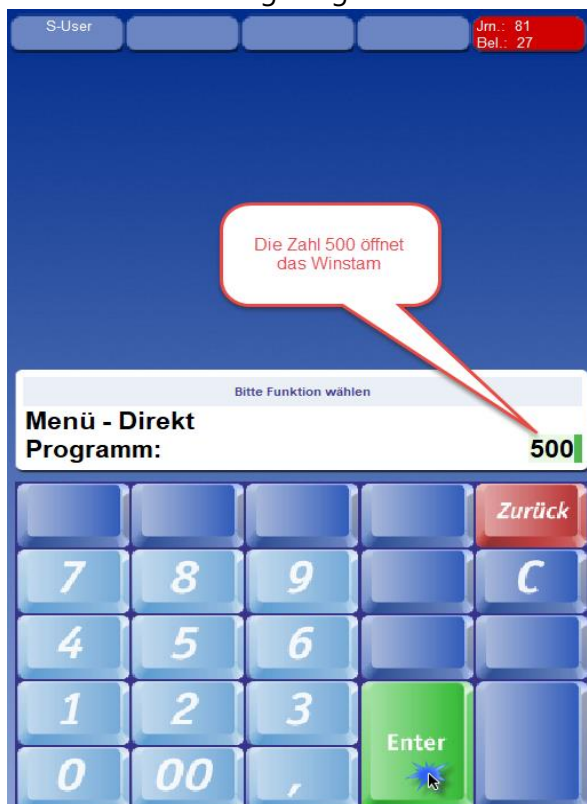 S-User
Jrn.: 81
Bel.: 27
Die Zahl 500 öffnet
das Winstam
Bitte Funktion wählen
Menü - Direkt
Programm: 500
Zurück
7 8 9 C
4 5 6
1 2 3
Enter
0 00 ,